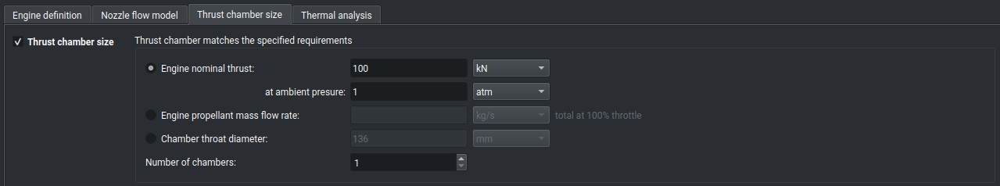 Engine definition Nozzle flow model Thrust chamber size Thermal analysis
Thrust chamber size Thrust chamber matches the specified requirements
Engine nominal thrust: 100 kN
at ambient presure: 1 atm
Engine propellant mass flow rate: kg/s total at 100% throttle
Chamber throat diameter: 136 mm
Number of chambers: 1